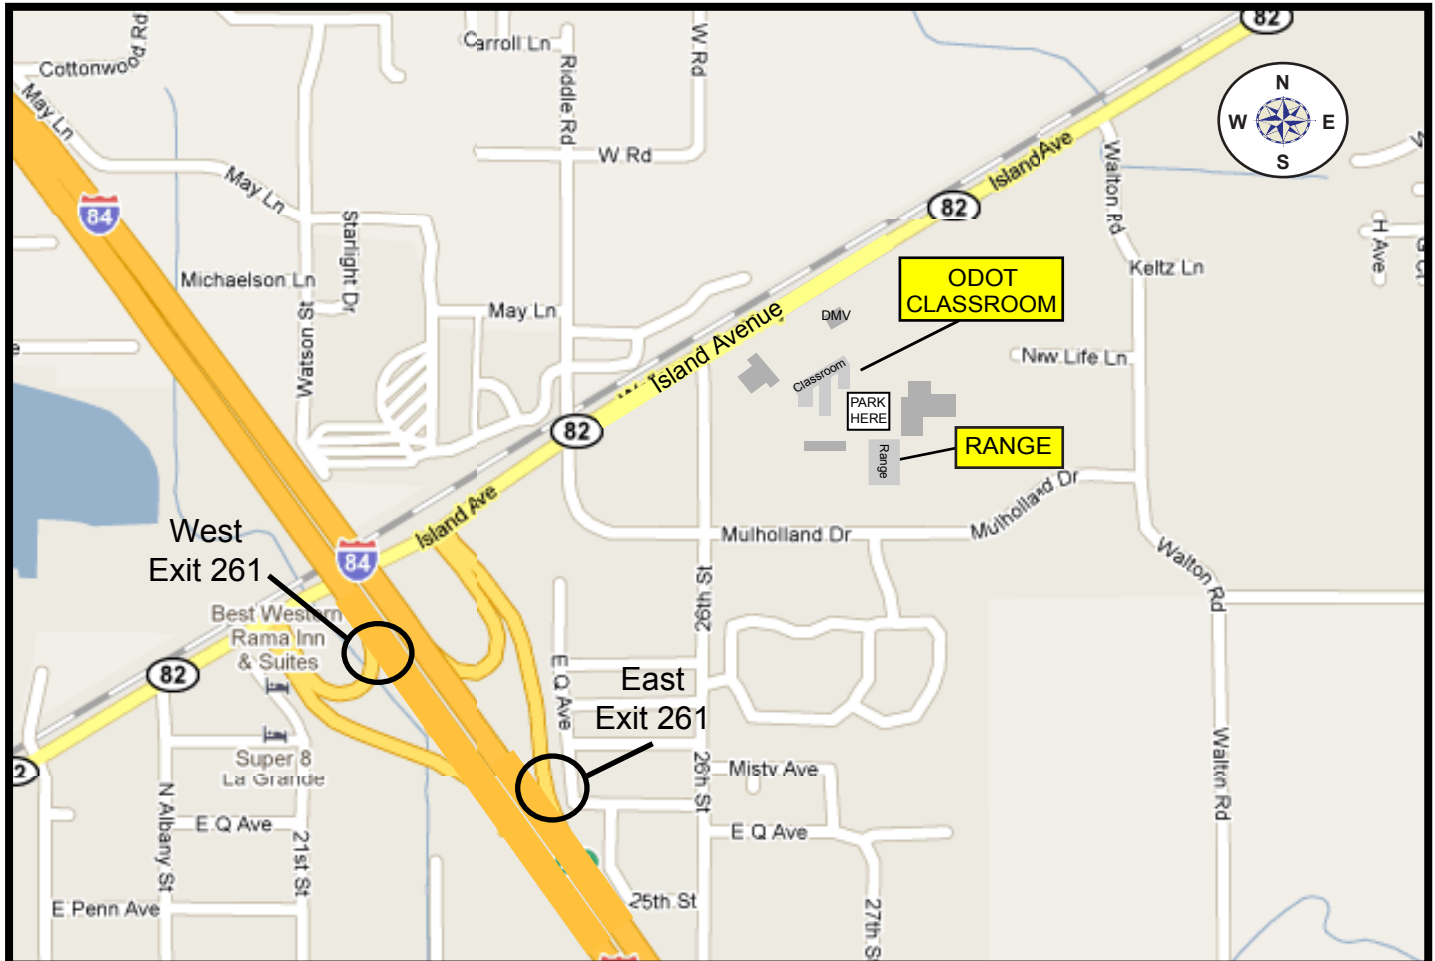 82
Carroll Ln
Cottonwood Rd
W Rd
Riddle Rd
N
W
E
S
May Ln
W Rd
Island Ave
Walton Rd
May Ln
84
82
Starlight Dr
H Ave
Michaelson Ln
Keltz Ln
ODOT
CLASSROOM
May Ln
DMV
Watson St
Island Avenue
New Life Ln
Classroom
PARK
HERE
82
RANGE
Range
Mulholland Dr
Island Ave
West
Exit 261
84
Mulholland Dr
Walton Rd
26th St
Best Western
Rama Inn
& Suites
82
E Q Ave
East
Exit 261
2
Super 8
La Grande
26th St
Misty Ave
Walton Rd
N Albany St
E Q Ave
21st St
E Q Ave
E Penn Ave
25th St
27th S